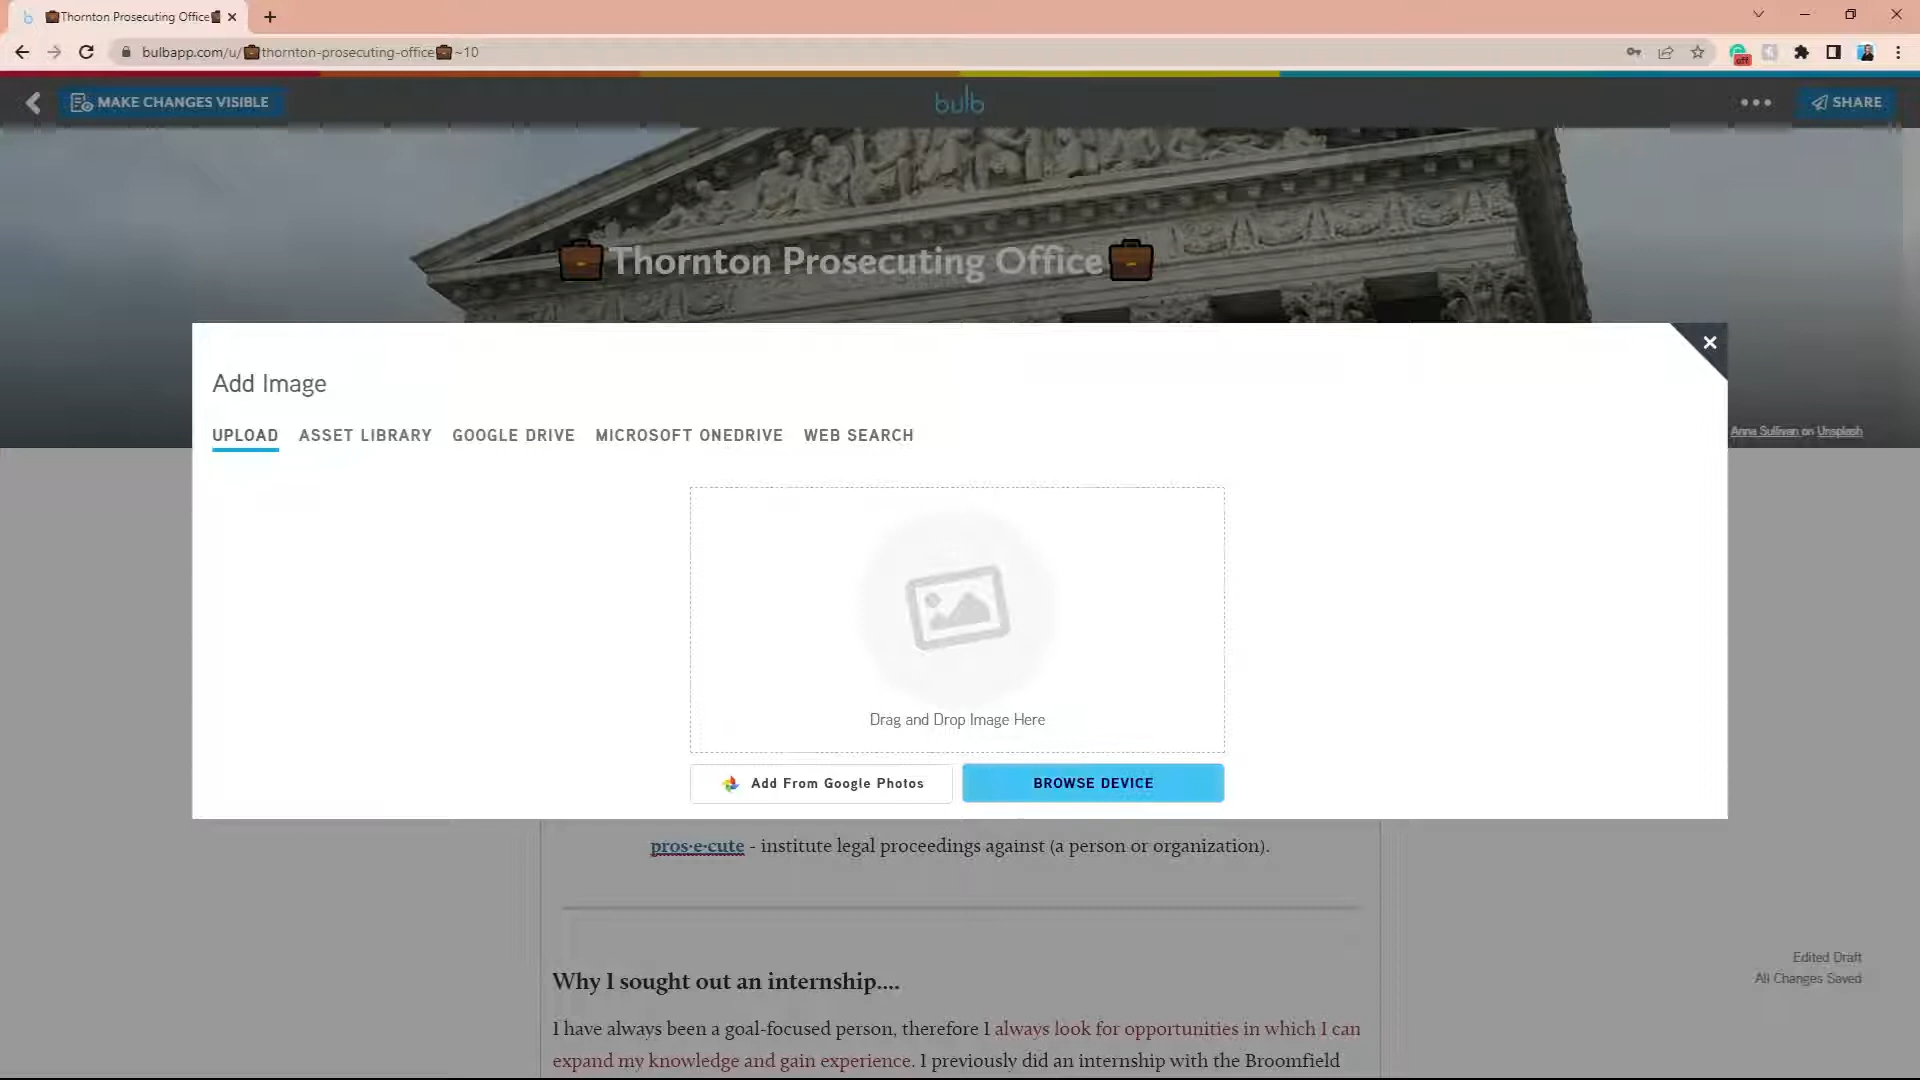 💼Thornton Prosecuting Office💼
bulbapp.com/u/💼thornton-prosecuting-office💼~10
off
MAKE CHANGES VISIBLE
bulb
SHARE
💼Thornton Prosecuting Office💼
Anna Sullivan on Unsplash
Add Image
UPLOAD ASSET LIBRARY GOOGLE DRIVE MICROSOFT ONEDRIVE WEB SEARCH
Drag and Drop Image Here
Add From Google Photos
BROWSE DEVICE
pros·e·cute - institute legal proceedings against (a person or organization).
Edited Draft
All Changes Saved
Why I sought out an internship....
I have always been a goal-focused person, therefore I always look for opportunities in which I can
expand my knowledge and gain experience. I previously did an internship with the Broomfield